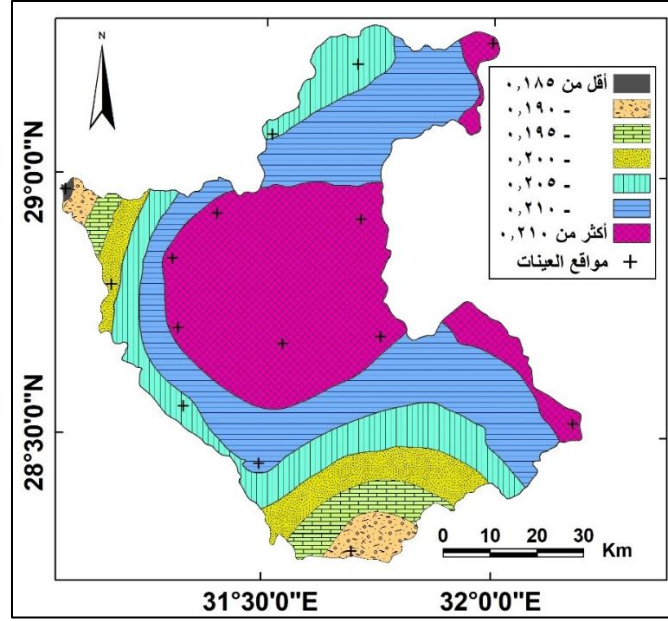 N
أقل من ٠,١٨٥
٠,١٩٠ -
٠,١٩٥ -
٠,٢٠٠ -
٠,٢٠٥ -
٠,٢١٠ -
أكثر من ٠,٢١٠
مواقع العينات
29°0'0"N
28°30'0"N
0 10 20 30
Km
31°30'0"E 32°0'0"E